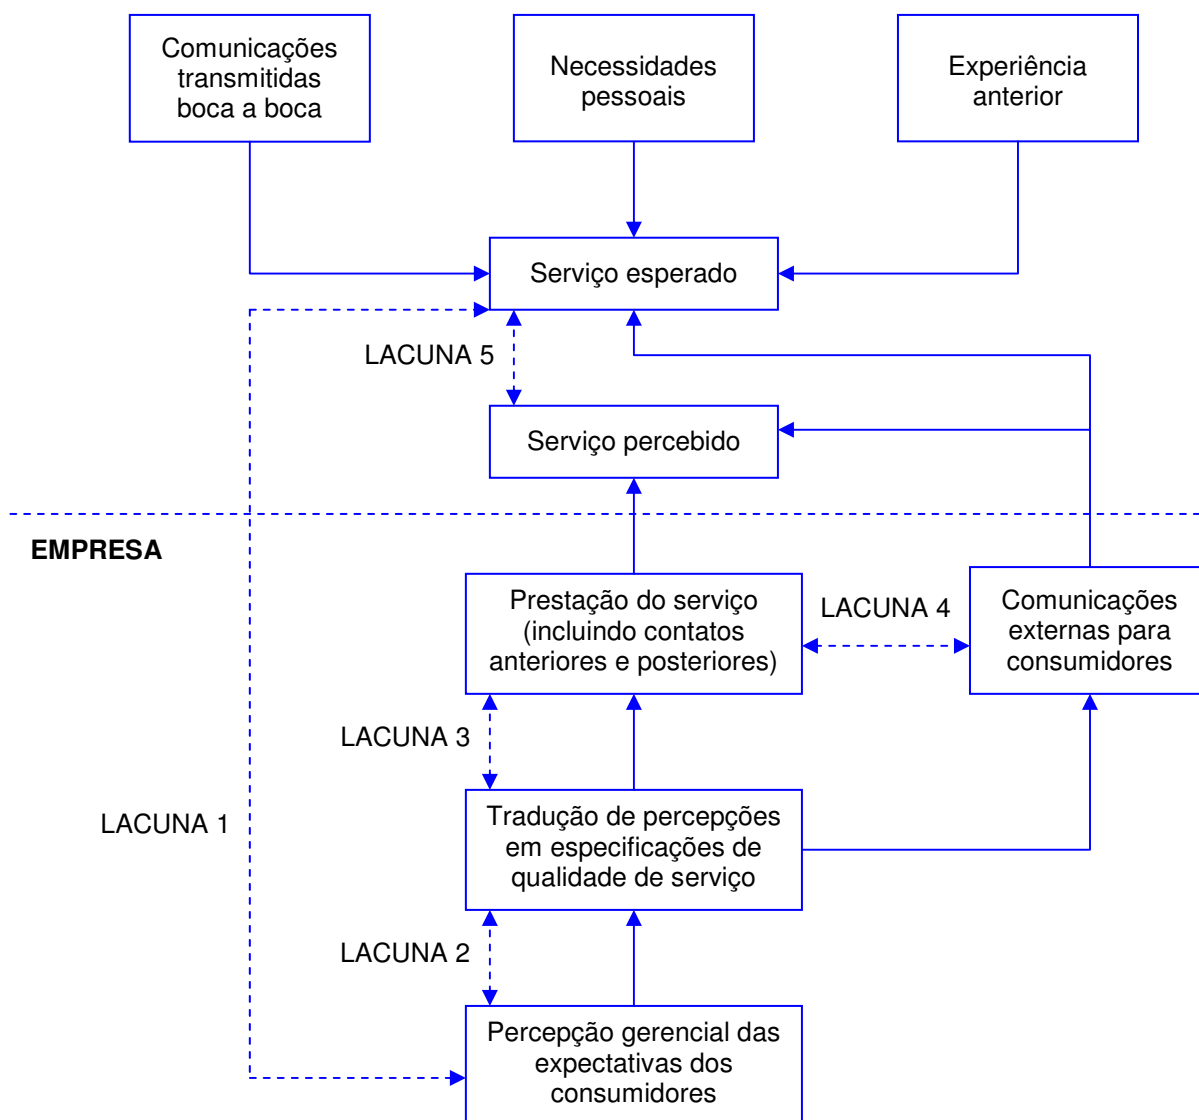 Comunicações
transmitidas
boca a boca
Necessidades
pessoais
Experiência
anterior
Serviço esperado
LACUNA 5
Serviço percebido
EMPRESA
Prestação do serviço
(incluindo contatos
anteriores e posteriores)
LACUNA 4
Comunicações
externas para
consumidores
LACUNA 3
LACUNA 1
Tradução de percepções
em especificações de
qualidade de serviço
LACUNA 2
Percepção gerencial das
expectativas dos
consumidores